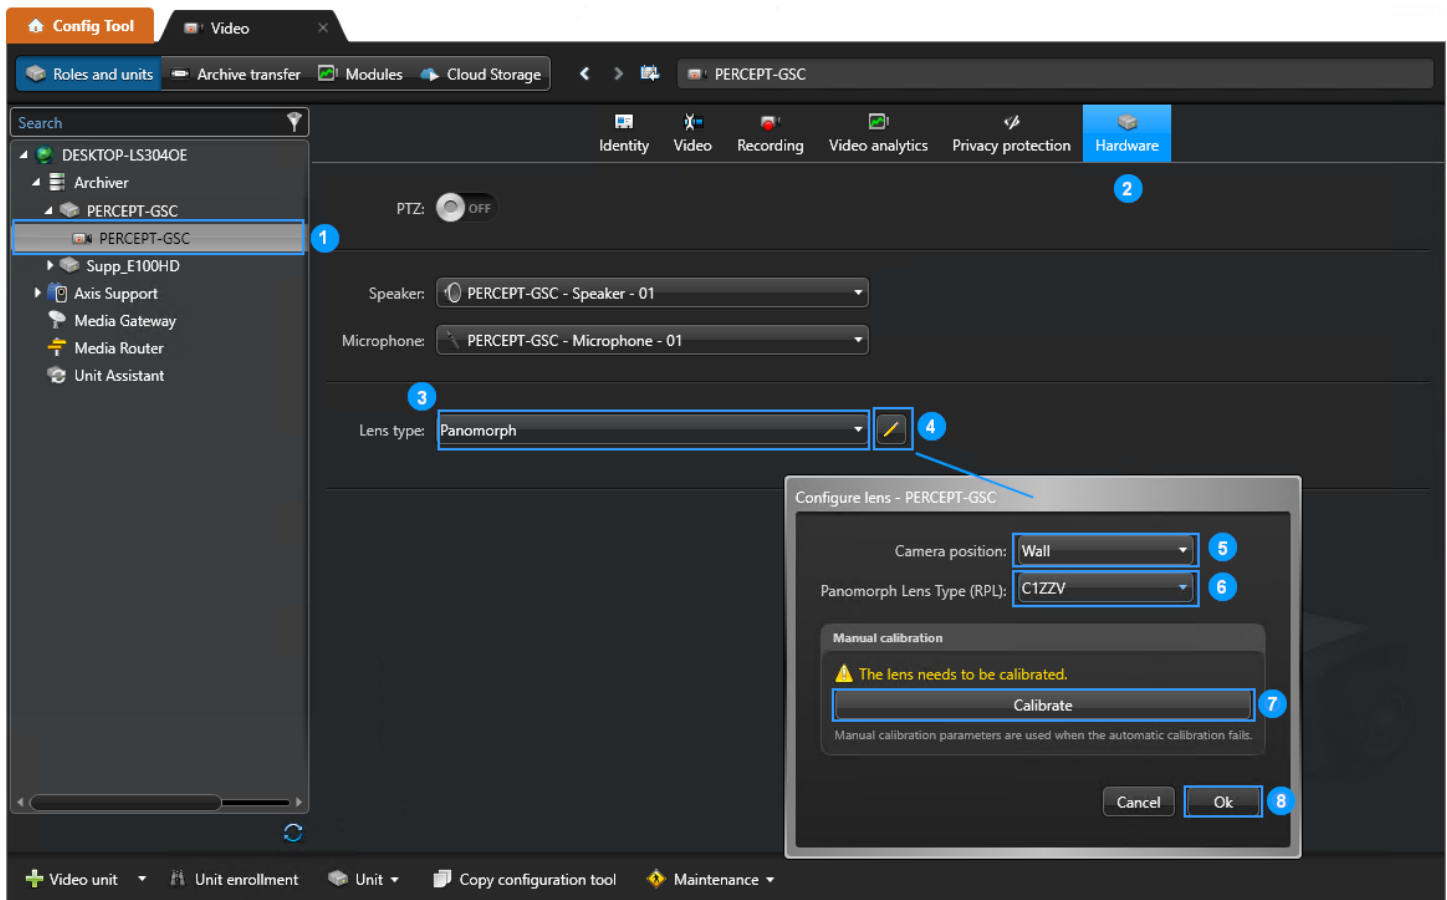 Config Tool
Video
Roles and units
Archive transfer
Modules
Cloud Storage
PERCEPT-GSC
Search
Identity
Video
Recording
Video analytics
Privacy protection
Hardware
2
DESKTOP-LS304OE
Archiver
PERCEPT-GSC
PERCEPT-GSC
1
Supp_E100HD
Axis Support
Media Gateway
Media Router
Unit Assistant
PTZ:
OFF
Speaker:
PERCEPT-GSC - Speaker - 01
Microphone:
PERCEPT-GSC - Microphone - 01
3
Lens type:
Panomorph
4
Configure lens - PERCEPT-GSC
Camera position:
Wall
5
Panomorph Lens Type (RPL):
C1ZZV
6
Manual calibration
The lens needs to be calibrated.
Calibrate
7
Manual calibration parameters are used when the automatic calibration fails.
Cancel
Ok
8
Video unit
Unit enrollment
Unit
Copy configuration tool
Maintenance